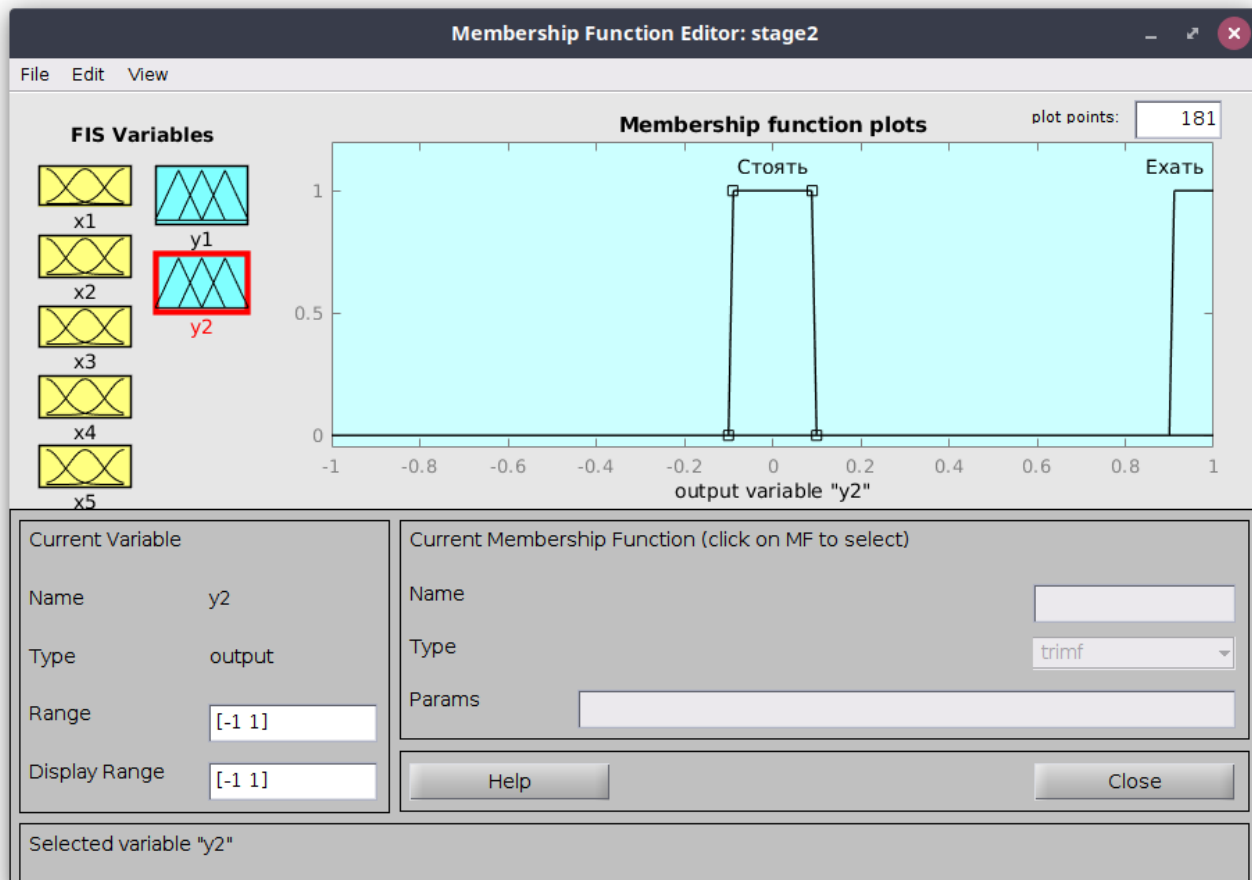 Membership Function Editor: stage2
File Edit View
FIS Variables
x1
x2
x3
x4
x5
y1
y2
Membership function plots
plot points: 181
Стоять
Ехать
1
0.5
0
-1 -0.8 -0.6 -0.4 -0.2 0 0.2 0.4 0.6 0.8 1
output variable "y2"
Current Variable
Name y2
Type output
Range [-1 1]
Display Range [-1 1]
Current Membership Function (click on MF to select)
Name
Type trimf
Params
Help Close
Selected variable "y2"